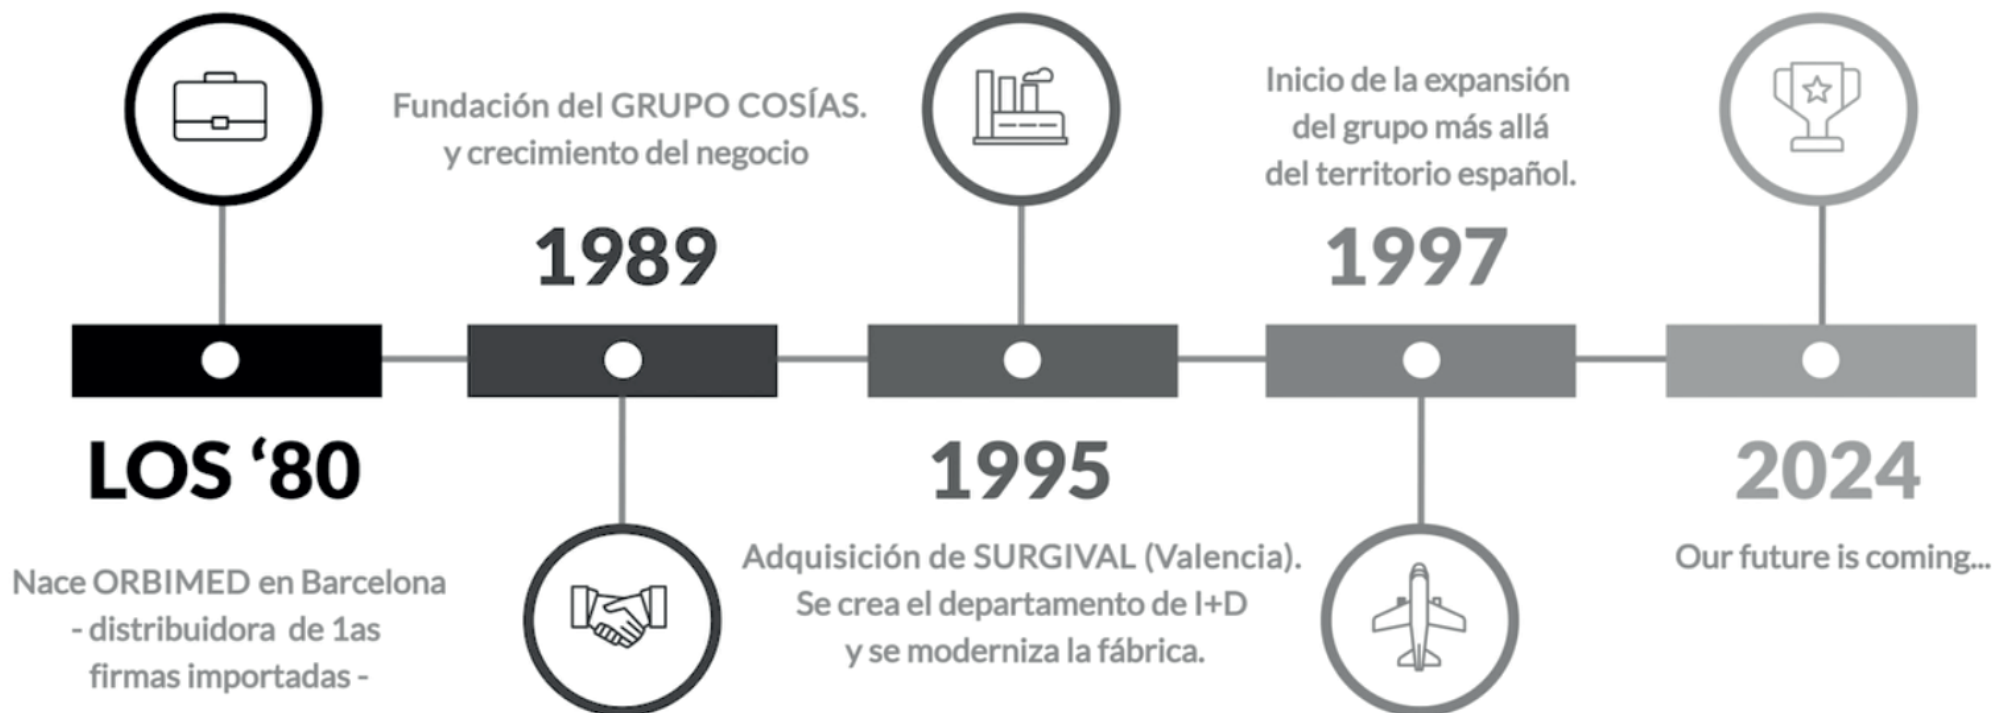 LOS ‘80
Nace ORBIMED en Barcelona
- distribuidora de 1as
firmas importadas -
Fundación del GRUPO COSÍAS.
y crecimiento del negocio
1989
1995
Adquisición de SURGIVAL (Valencia).
Se crea el departamento de I+D
y se moderniza la fábrica.
Inicio de la expansión
del grupo más allá
del territorio español.
1997
2024
Our future is coming...